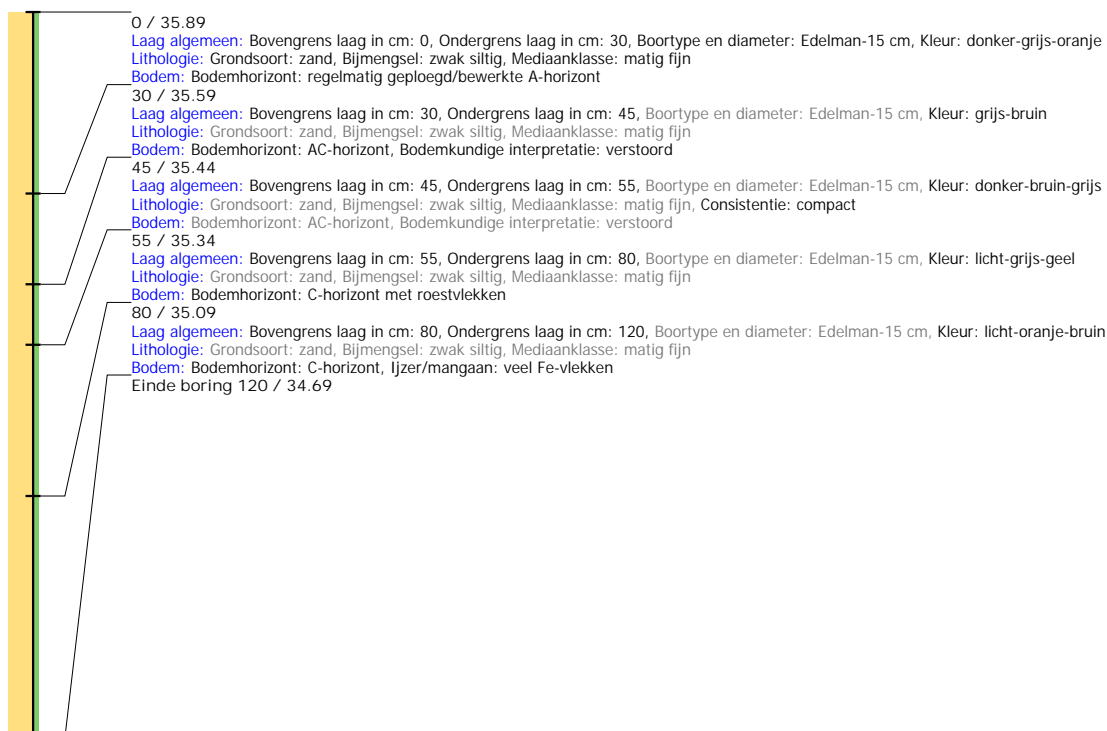 0 / 35.89
Laag algemeen: Bovengrens laag in cm: 0, Ondergrens laag in cm: 30, Boortype en diameter: Edelman-15 cm, Kleur: donker-grijs-oranje
Lithologie: Grondsoort: zand, Bijmengsel: zwak siltig, Mediaanklasse: matig fijn
Bodem: Bodemhorizont: regelmatig geploegd/bewerkte A-horizont
30 / 35.59
Laag algemeen: Bovengrens laag in cm: 30, Ondergrens laag in cm: 45, Boortype en diameter: Edelman-15 cm, Kleur: grijs-bruin
Lithologie: Grondsoort: zand, Bijmengsel: zwak siltig, Mediaanklasse: matig fijn
Bodem: Bodemhorizont: AC-horizont, Bodemkundige interpretatie: verstoord
45 / 35.44
Laag algemeen: Bovengrens laag in cm: 45, Ondergrens laag in cm: 55, Boortype en diameter: Edelman-15 cm, Kleur: donker-bruin-grijs
Lithologie: Grondsoort: zand, Bijmengsel: zwak siltig, Mediaanklasse: matig fijn, Consistentie: compact
Bodem: Bodemhorizont: AC-horizont, Bodemkundige interpretatie: verstoord
55 / 35.34
Laag algemeen: Bovengrens laag in cm: 55, Ondergrens laag in cm: 80, Boortype en diameter: Edelman-15 cm, Kleur: licht-grijs-geel
Lithologie: Grondsoort: zand, Bijmengsel: zwak siltig, Mediaanklasse: matig fijn
Bodem: Bodemhorizont: C-horizont met roestvlekken
80 / 35.09
Laag algemeen: Bovengrens laag in cm: 80, Ondergrens laag in cm: 120, Boortype en diameter: Edelman-15 cm, Kleur: licht-oranje-bruin
Lithologie: Grondsoort: zand, Bijmengsel: zwak siltig, Mediaanklasse: matig fijn
Bodem: Bodemhorizont: C-horizont, Ijzer/mangaan: veel Fe-vlekken
Einde boring 120 / 34.69